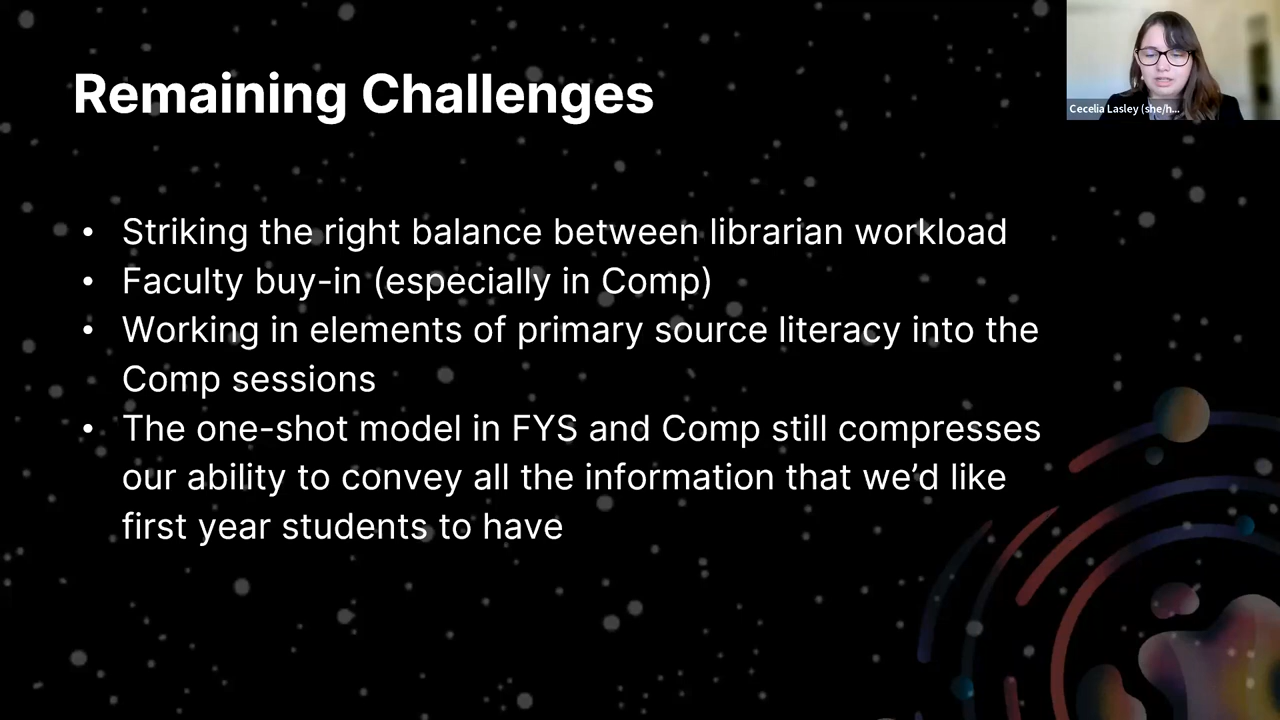 Remaining Challenges
Cecelia Lasley (she/h...
• Striking the right balance between librarian workload
• Faculty buy-in (especially in Comp)
• Working in elements of primary source literacy into the
Comp sessions
• The one-shot model in FYS and Comp still compresses
our ability to convey all the information that we’d like
first year students to have